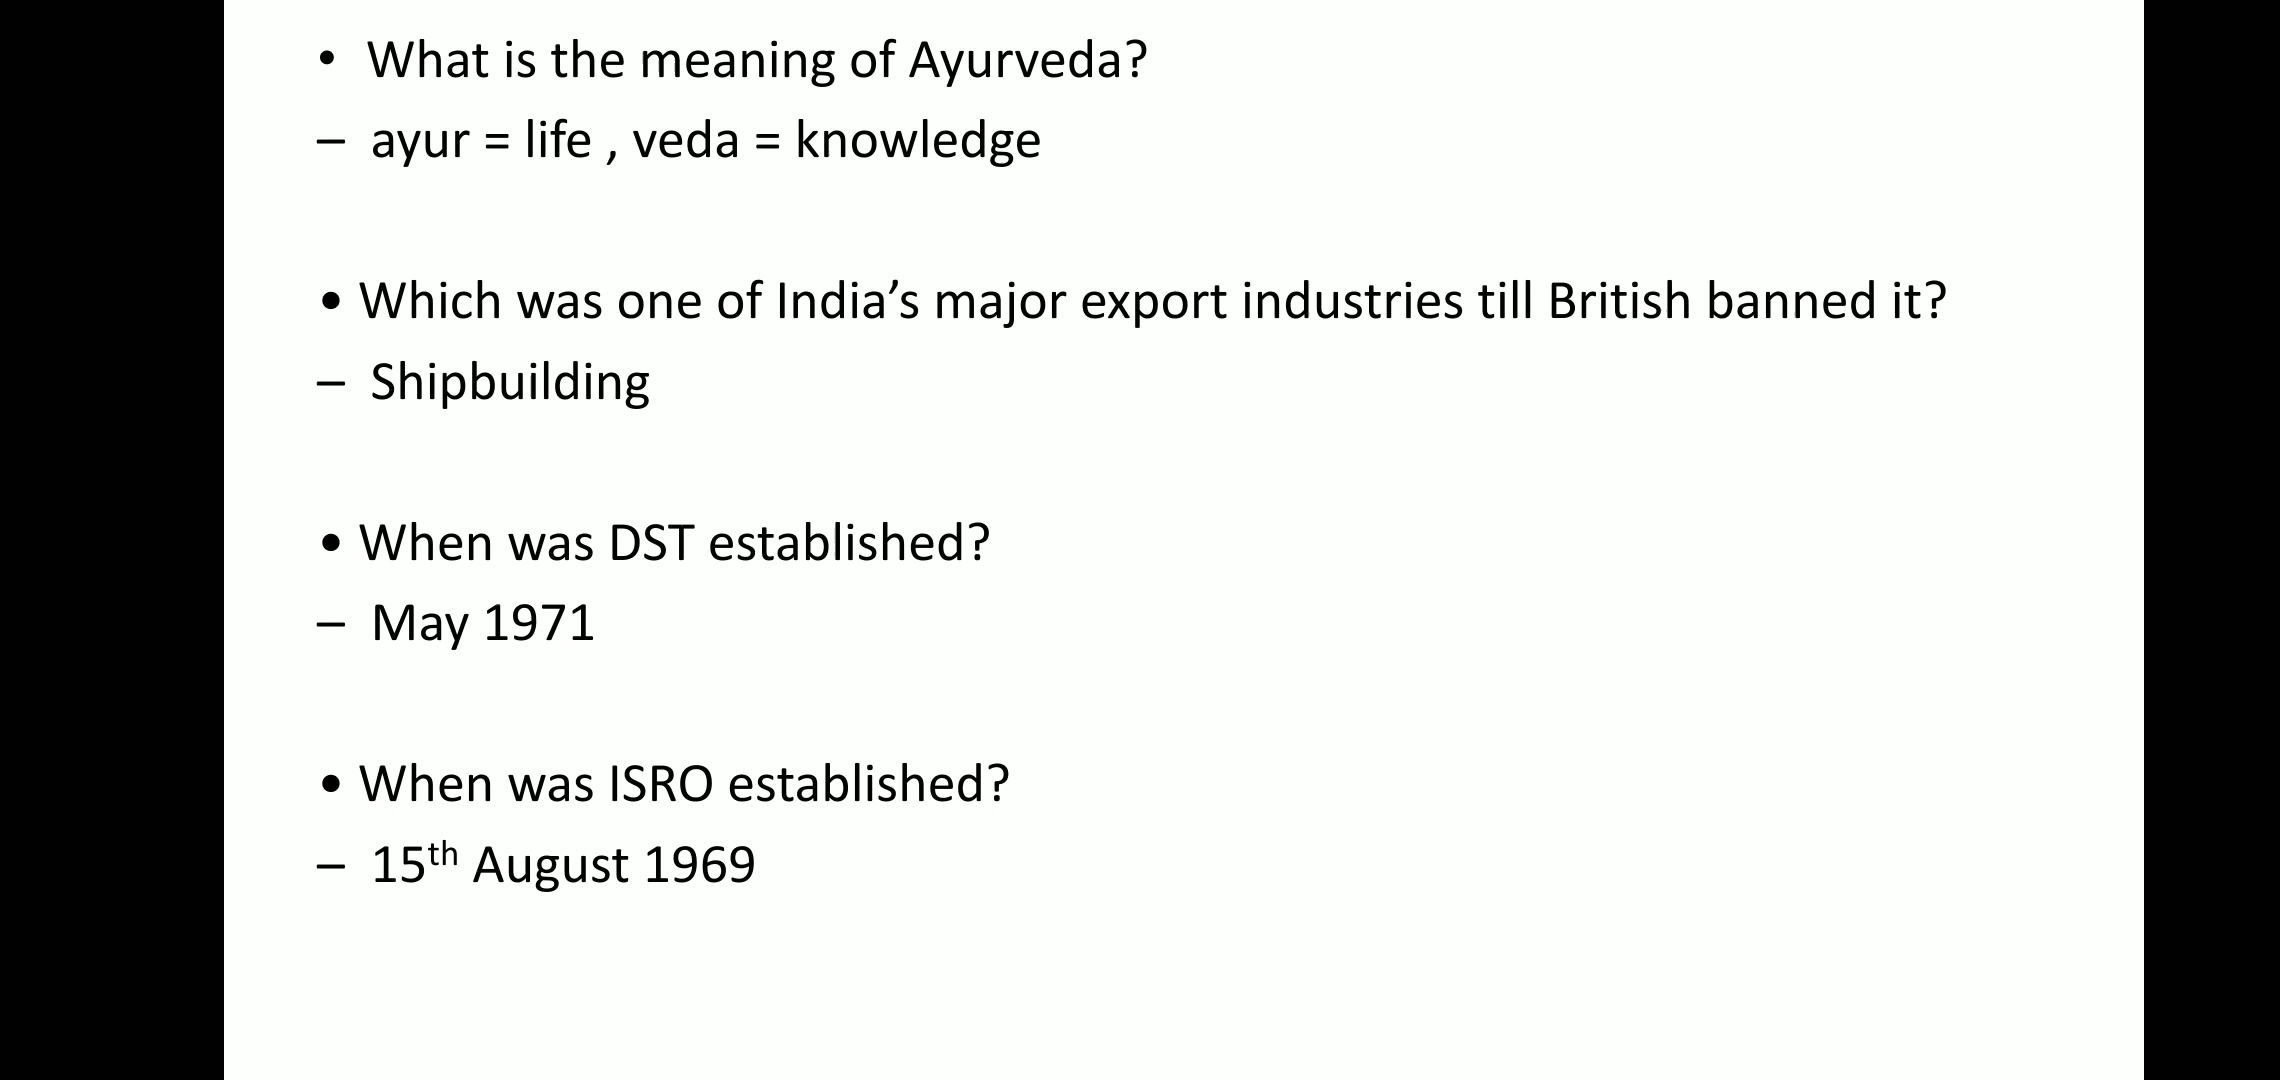 • What is the meaning of Ayurveda?
– ayur = life , veda = knowledge
• Which was one of India’s major export industries till British banned it?
– Shipbuilding
• When was DST established?
– May 1971
• When was ISRO established?
– 15th August 1969